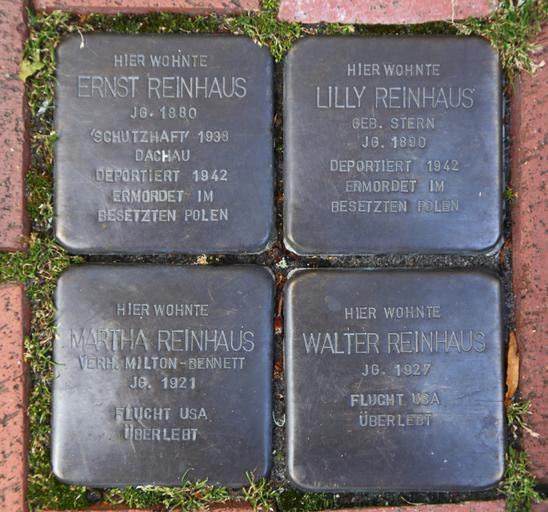 HIER WOHNTE
ERNST REINHAUS
JG. 1880
'SCHUTZHAFT' 1938
DACHAU
DEPORTIERT 1942
ERMORDET IM
BESETZTEN POLEN
HIER WOHNTE
LILLY REINHAUS
GEB. STERN
JG. 1890
DEPORTIERT 1942
ERMORDET IM
BESETZTEN POLEN
HIER WOHNTE
MARTHA REINHAUS
VERH. MILTON-BENNETT
JG. 1921
FLUCHT USA
ÜBERLEBT
HIER WOHNTE
WALTER REINHAUS
JG. 1927
FLUCHT USA
ÜBERLEBT